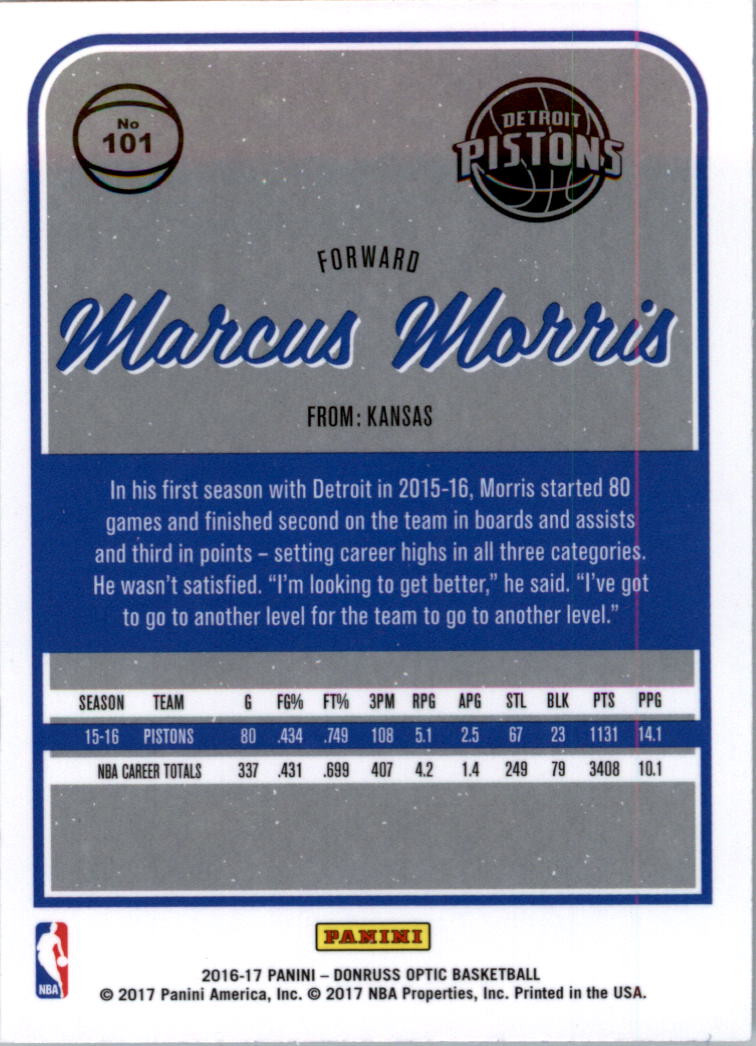 No
101
DETROIT
PISTONS
FORWARD
Marcus Morris
FROM: KANSAS
In his first season with Detroit in 2015-16, Morris started 80
games and finished second on the team in boards and assists
and third in points – setting career highs in all three categories.
He wasn't satisfied. “I'm looking to get better,” he said. “I've got
to go to another level for the team to go to another level.”
SEASON TEAM G FG% FT% 3PM RPG APG STL BLK PTS PPG
15-16 PISTONS 80 .434 .749 108 5.1 2.5 67 23 1131 14.1
NBA CAREER TOTALS 337 .431 .699 407 4.2 1.4 249 79 3408 10.1
PANINI
NBA
2016-17 PANINI – DONRUSS OPTIC BASKETBALL
© 2017 Panini America, Inc. © 2017 NBA Properties, Inc. Printed in the USA.